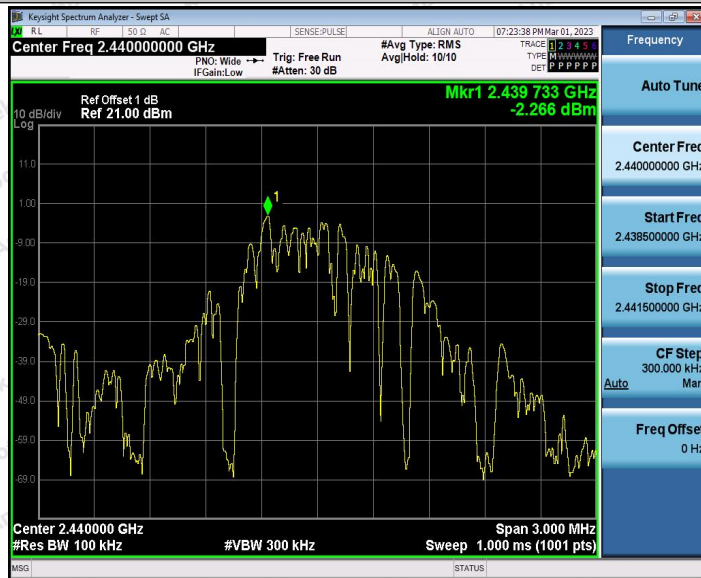 Keysight Spectrum Analyzer - Swept SA
RL RF 50 Ω AC SENSE:PULSE ALIGN AUTO 07:23:38 PM Mar 01, 2023
Center Freq 2.440000000 GHz
PNO: Wide
IFGain:Low
Trig: Free Run
#Atten: 30 dB
#Avg Type: RMS
Avg|Hold: 10/10
TRACE 1 2 3 4 5 6
TYPE M W W W W W
DET P P P P P P
Mkr1 2.439 733 GHz
-2.266 dBm
Ref Offset 1 dB
10 dB/div Ref 21.00 dBm
Log
11.0
1.00
-9.00
-19.0
-29.0
-39.0
-49.0
-59.0
-69.0
1
Center 2.440000 GHz Span 3.000 MHz
#Res BW 100 kHz #VBW 300 kHz Sweep 1.000 ms (1001 pts)
MSG STATUS
Frequency
Auto Tune
Center Freq
2.440000000 GHz
Start Freq
2.438500000 GHz
Stop Freq
2.441500000 GHz
CF Step
300.000 kHz
Auto Man
Freq Offset
0 Hz